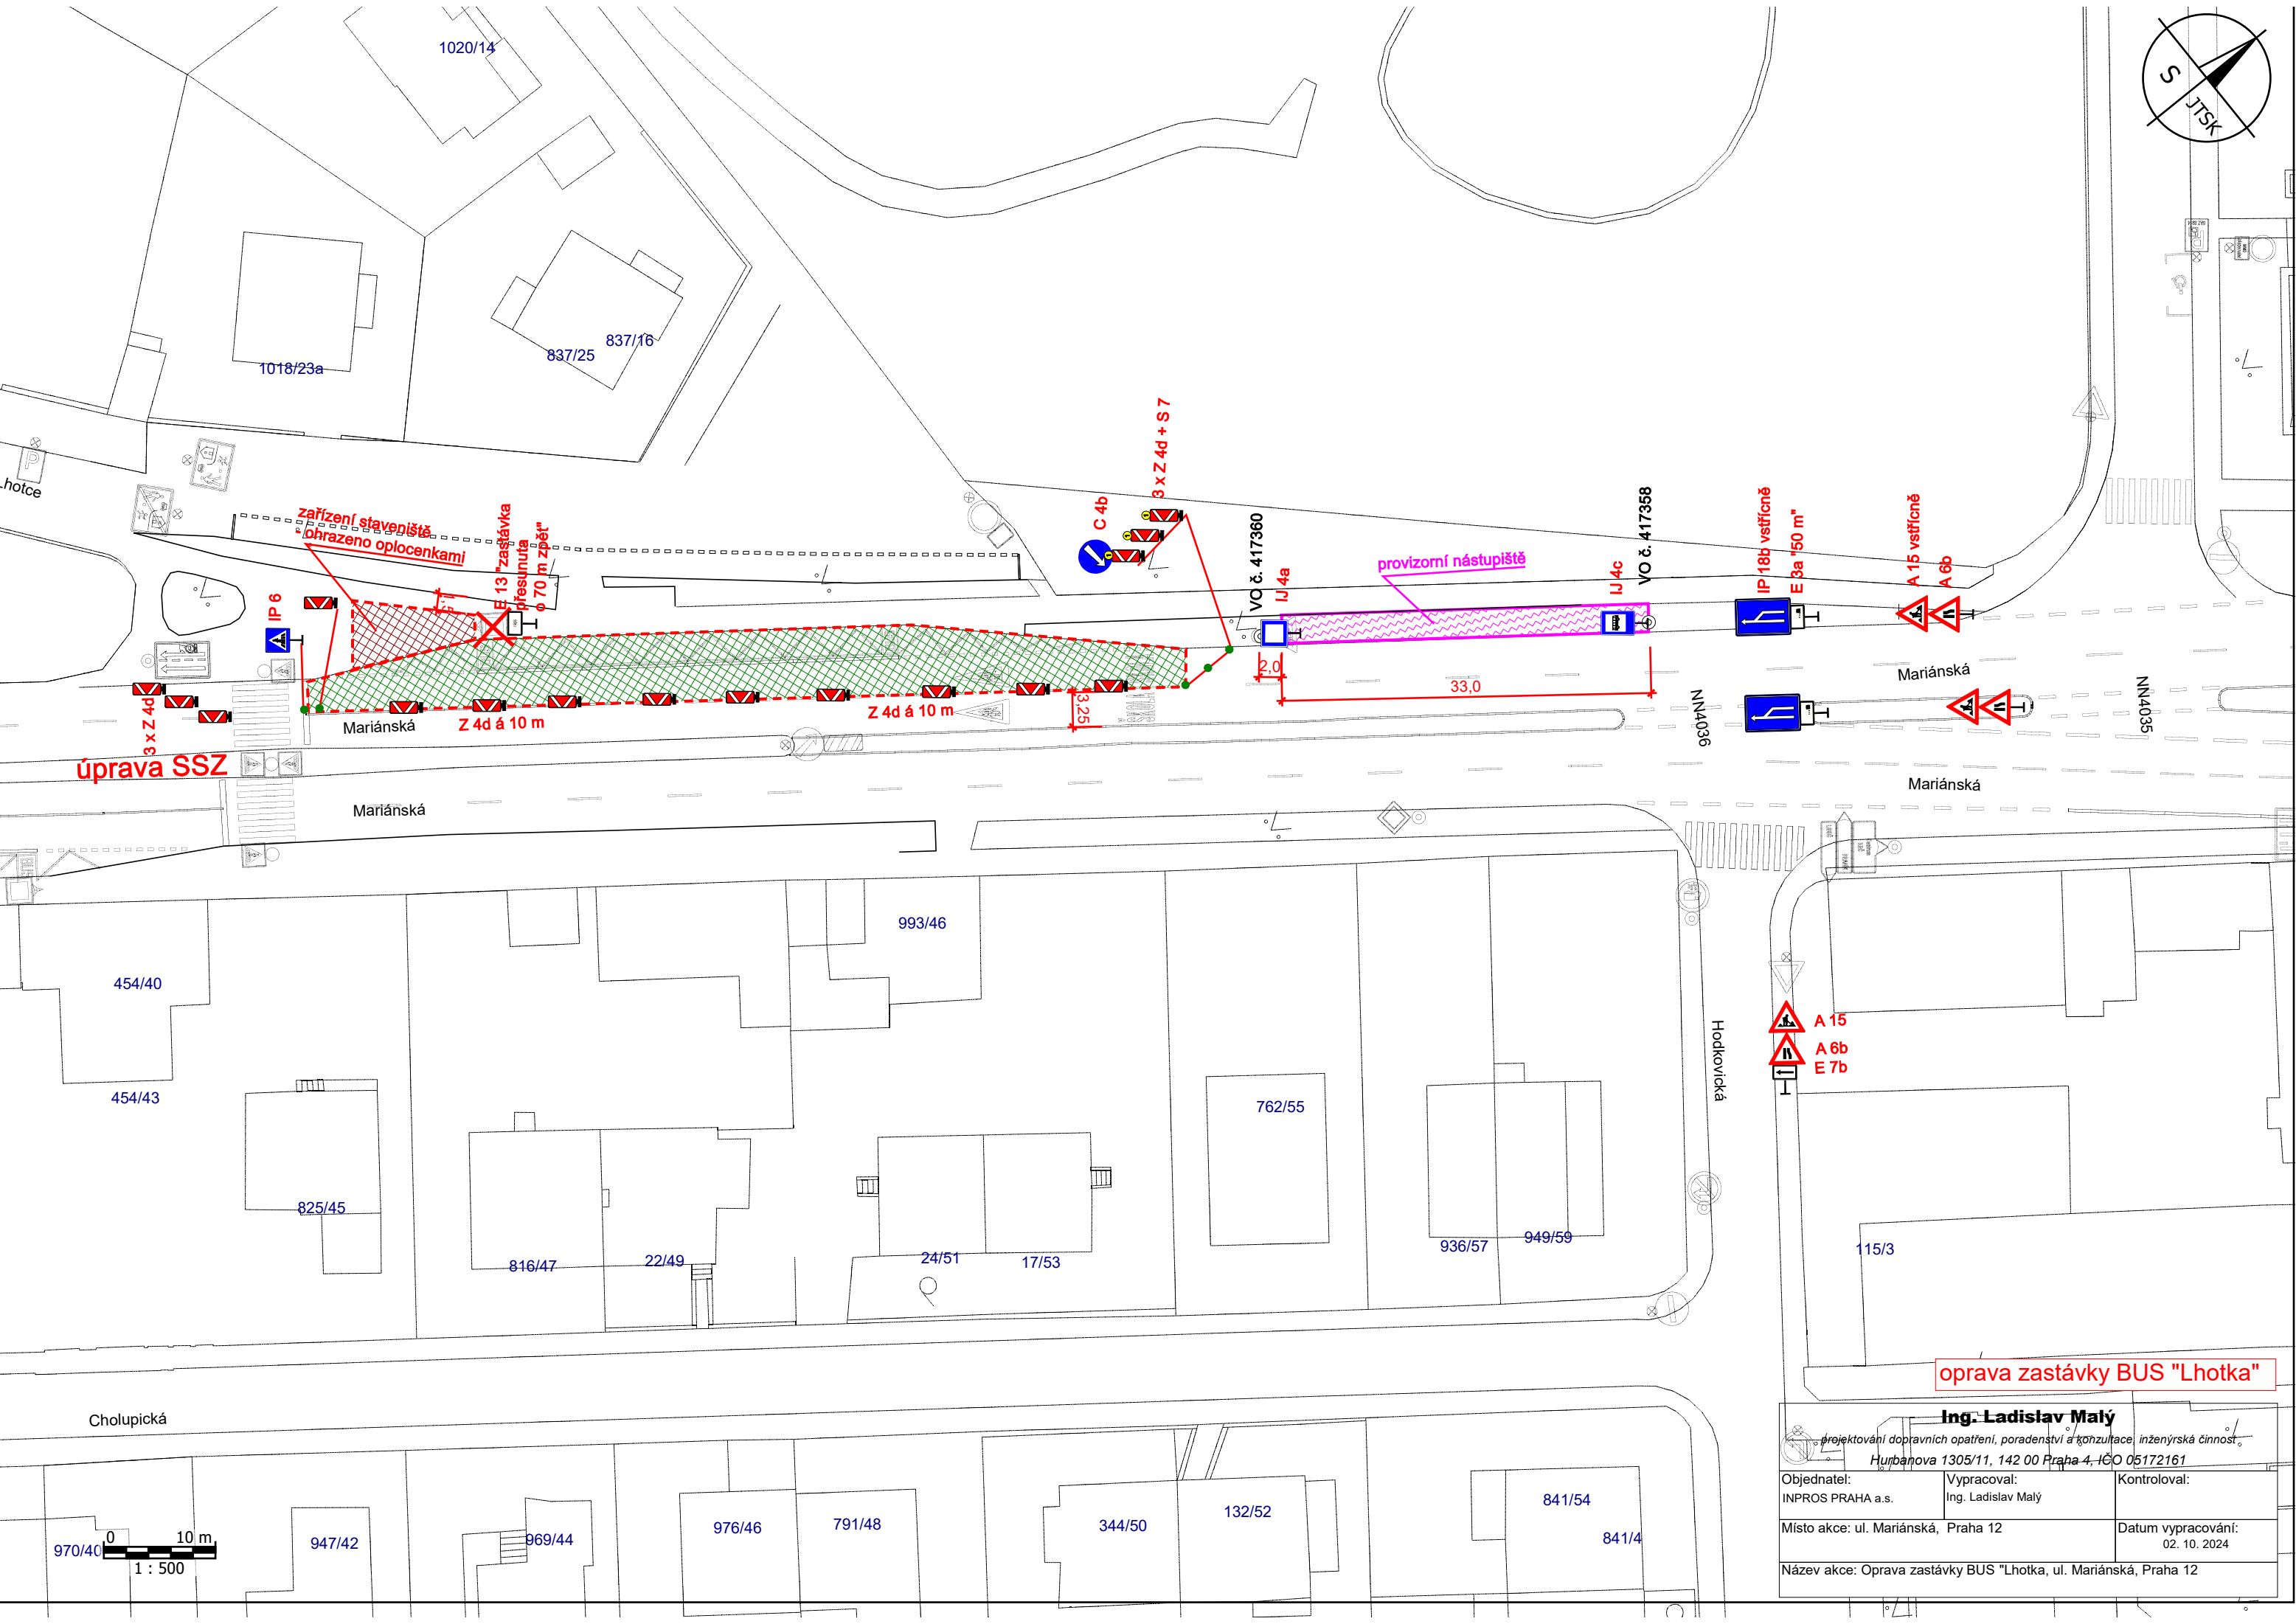 1020/14
S
JTSK
837/16
837/25
1018/23a
P
Lhotce
zařízení staveniště
ohrazeno oplocenkami
E 13 "zastávka
přesunuta
o 70 m zpět"
3 x Z 4d + S 7
C 4b
VO č. 417360
IJ 4a
provizorní nástupiště
IJ 4c
VO č. 417358
IP 18b vstřícně
E 3a "50 m"
A 15 vstřícně
A 6b
IP 6
2,0
33,0
3,25
3 x Z 4d
Mariánská
Z 4d á 10 m
Z 4d á 10 m
NN4036
Mariánská
NN4035
úprava SSZ
Mariánská
Mariánská
BUS
993/46
454/40
454/43
Hodkovická
A 15
A 6b
E 7b
762/55
825/45
816/47
22/49
24/51
17/53
936/57
949/59
115/3
oprava zastávky BUS "Lhotka"
Cholupická
Ing. Ladislav Malý
projektování dopravních opatření, poradenství a konzultace, inženýrská činnost
Hurbanova 1305/11, 142 00 Praha 4, IČO 05172161
Objednatel:
INPROS PRAHA a.s.
Vypracoval:
Ing. Ladislav Malý
Kontroloval:
Místo akce: ul. Mariánská, Praha 12
Datum vypracování:
02. 10. 2024
Název akce: Oprava zastávky BUS "Lhotka, ul. Mariánská, Praha 12
970/40
947/42
969/44
976/46
791/48
344/50
132/52
841/54
841/4
0 10 m
1 : 500